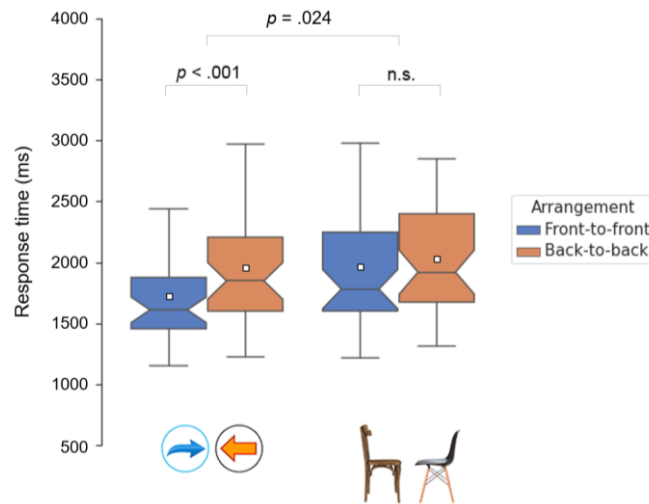 4000
p = .024
3500
p < .001
n.s.
3000
2500
2000
1500
1000
500
Response time (ms)
Arrangement
Front-to-front
Back-to-back